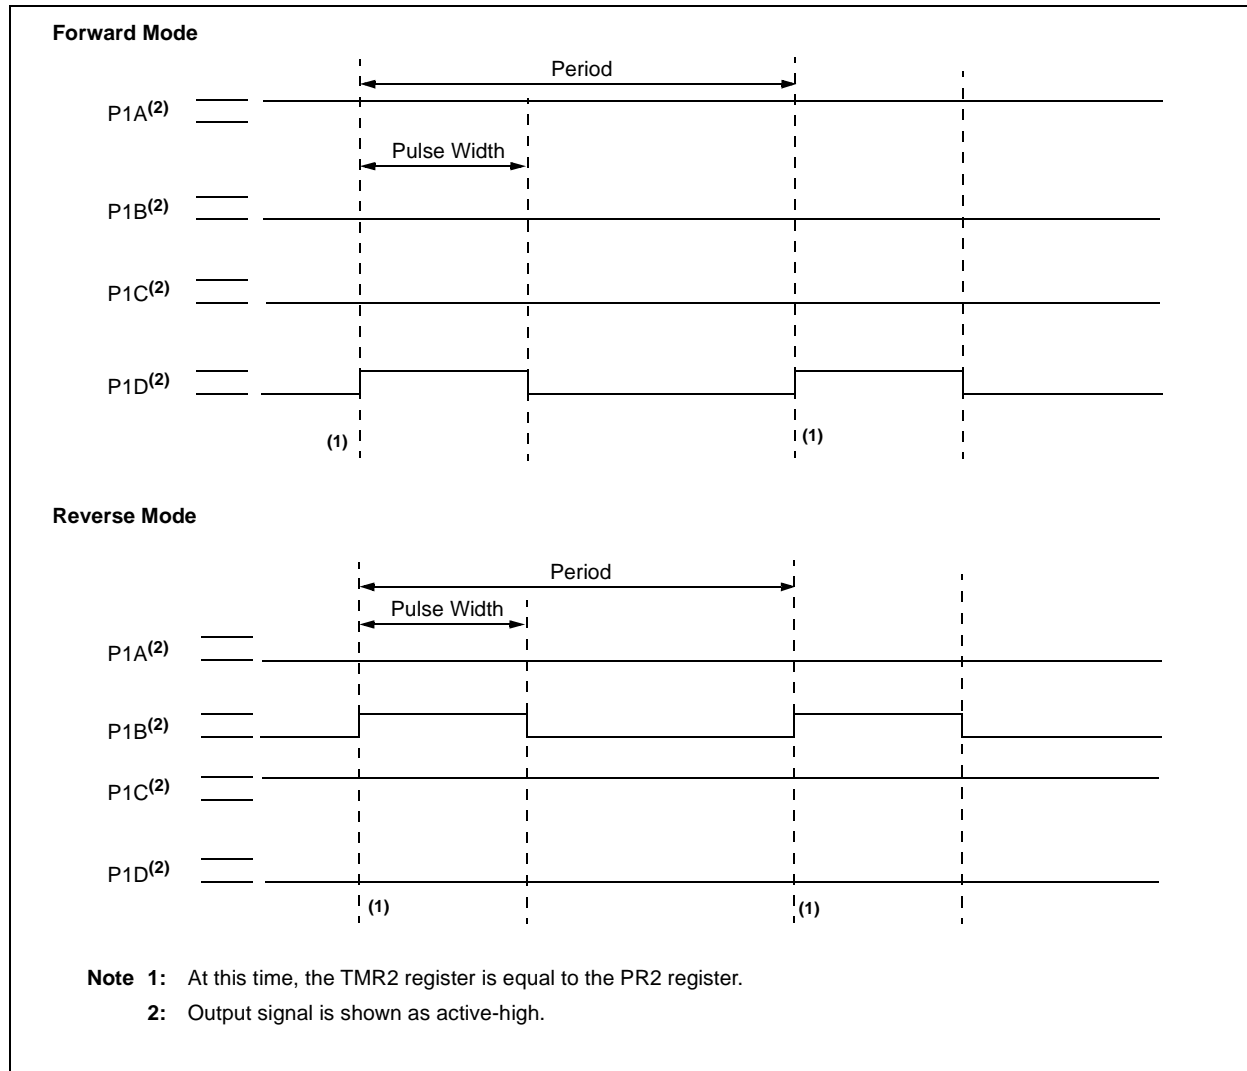 Forward Mode
Period
P1A(2)
Pulse Width
P1B(2)
P1C(2)
P1D(2)
(1)
(1)
Reverse Mode
Period
Pulse Width
P1A(2)
P1B(2)
P1C(2)
P1D(2)
(1)
(1)
Note 1: At this time, the TMR2 register is equal to the PR2 register.
2: Output signal is shown as active-high.